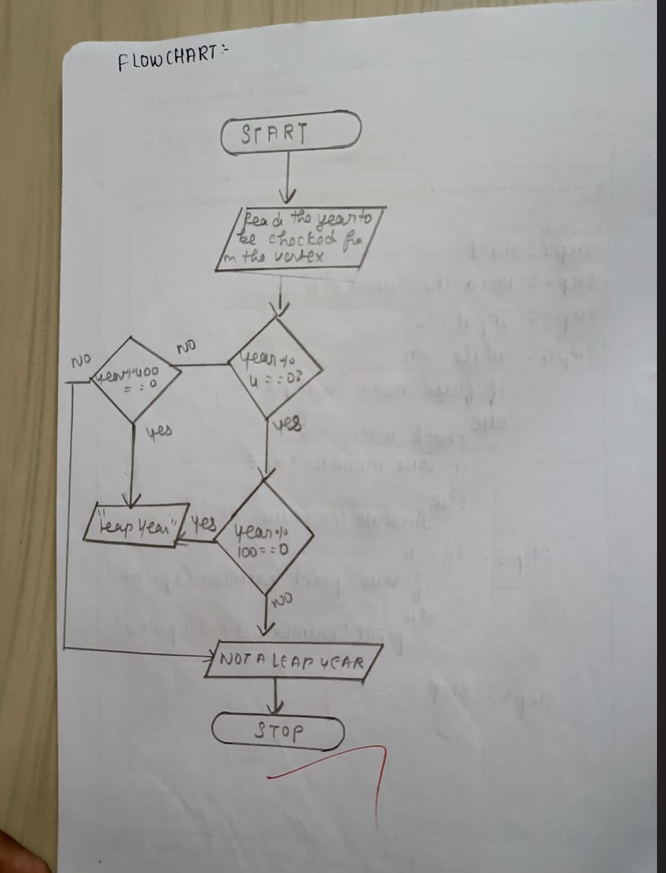 FLOWCHART:-
START
Read the year to
be checked fro
m the vertex
year%
4 = =0?
NO
NO
year%400
= =0
yes
yes
"leap year"
yes
year%
100= =0
NO
NOT A LEAP YEAR
STOP